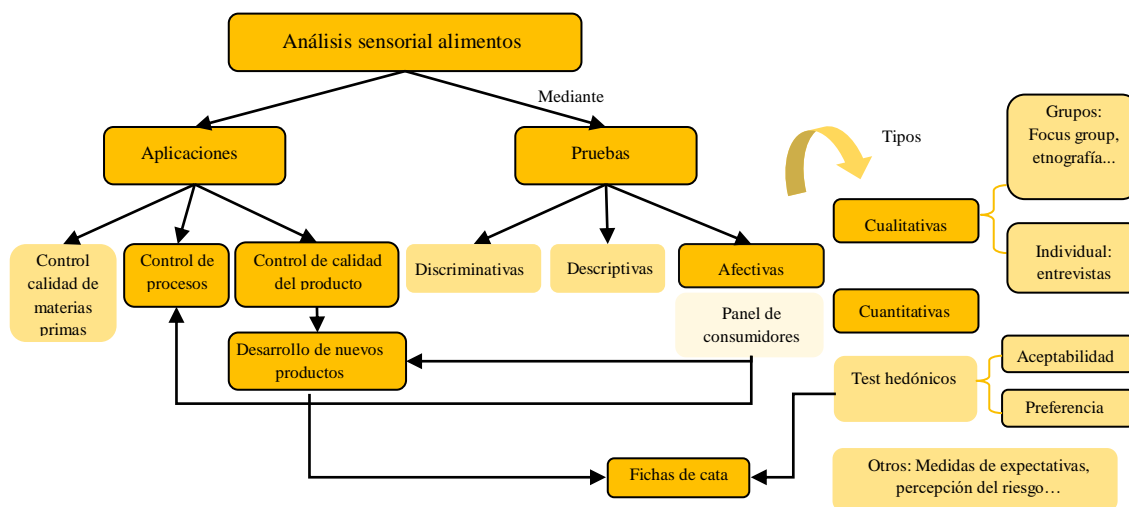 Análisis sensorial alimentos
Mediante
Aplicaciones
Pruebas
Tipos
Grupos:
Focus group,
etnografía...
Cualitativas
Individual:
entrevistas
Control
calidad de
materias
primas
Control de
procesos
Control de calidad
del producto
Discriminativas
Descriptivas
Afectivas
Panel de
consumidores
Cuantitativas
Desarrollo de nuevos
productos
Test hedónicos
Aceptabilidad
Preferencia
Fichas de cata
Otros: Medidas de expectativas,
percepción del riesgo…